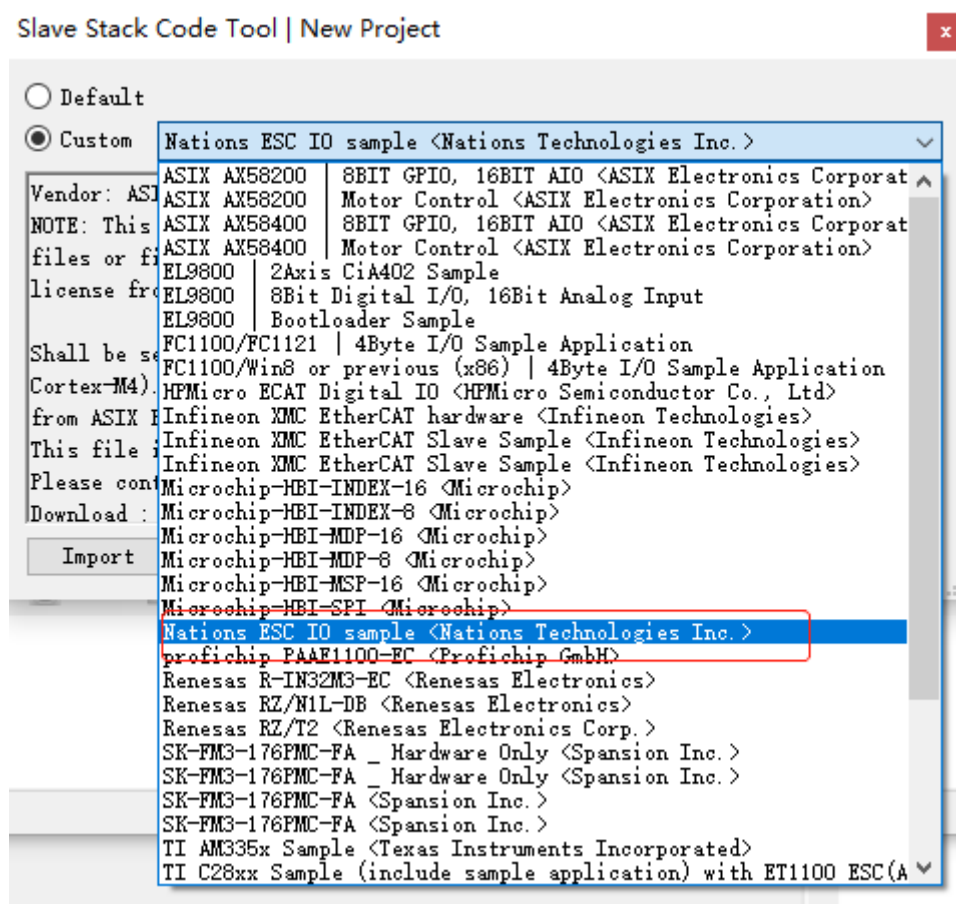 Slave Stack Code Tool | New Project
x
Default
Custom
Nations ESC IO sample <Nations Technologies Inc.>
Vendor: ASI
NOTE: This
files or fi
license fro
Shall be se
Cortex-M4).
from ASIX E
This file i
Please cont
Download :
Import
ASIX AX58200 | 8BIT GPIO, 16BIT AIO <ASIX Electronics Corporat
ASIX AX58200 | Motor Control <ASIX Electronics Corporation>
ASIX AX58400 | 8BIT GPIO, 16BIT AIO <ASIX Electronics Corporat
ASIX AX58400 | Motor Control <ASIX Electronics Corporation>
EL9800 | 2Axis CiA402 Sample
EL9800 | 8Bit Digital I/O, 16Bit Analog Input
EL9800 | Bootloader Sample
FC1100/FC1121 | 4Byte I/O Sample Application
FC1100/Win8 or previous (x86) | 4Byte I/O Sample Application
HPMicro ECAT Digital IO <HPMicro Semiconductor Co., Ltd>
Infineon XMC EtherCAT hardware <Infineon Technologies>
Infineon XMC EtherCAT Slave Sample <Infineon Technologies>
Infineon XMC EtherCAT Slave Sample <Infineon Technologies>
Microchip-HBI-INDEX-16 <Microchip>
Microchip-HBI-INDEX-8 <Microchip>
Microchip-HBI-MDP-16 <Microchip>
Microchip-HBI-MDP-8 <Microchip>
Microchip-HBI-MSP-16 <Microchip>
Microchip-HBI-SPI <Microchip>
Nations ESC IO sample <Nations Technologies Inc.>
profichip PAAE1100-EC <Profichip GmbH>
Renesas R-IN32M3-EC <Renesas Electronics>
Renesas RZ/N1L-DB <Renesas Electronics>
Renesas RZ/T2 <Renesas Electronics Corp.>
SK-FM3-176PMC-FA _ Hardware Only <Spansion Inc.>
SK-FM3-176PMC-FA _ Hardware Only <Spansion Inc.>
SK-FM3-176PMC-FA <Spansion Inc.>
SK-FM3-176PMC-FA <Spansion Inc.>
TI AM335x Sample <Texas Instruments Incorporated>
TI C28xx Sample (include sample application) with ET1100 ESC(A